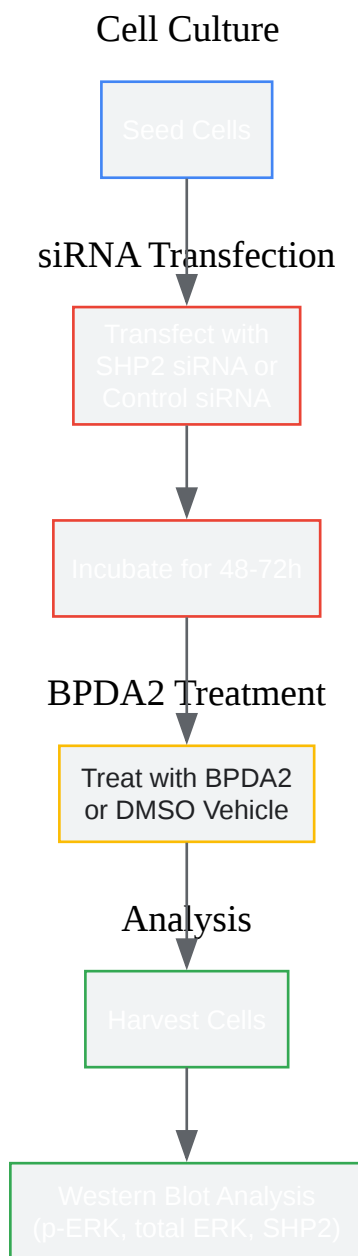 Cell Culture
Seed Cells
siRNA Transfection
Transfect with
SHP2 siRNA or
Control siRNA
Incubate for 48-72h
BPDA2 Treatment
Treat with BPDA2
or DMSO Vehicle
Analysis
Harvest Cells
Western Blot Analysis
(p-ERK, total ERK, SHP2)